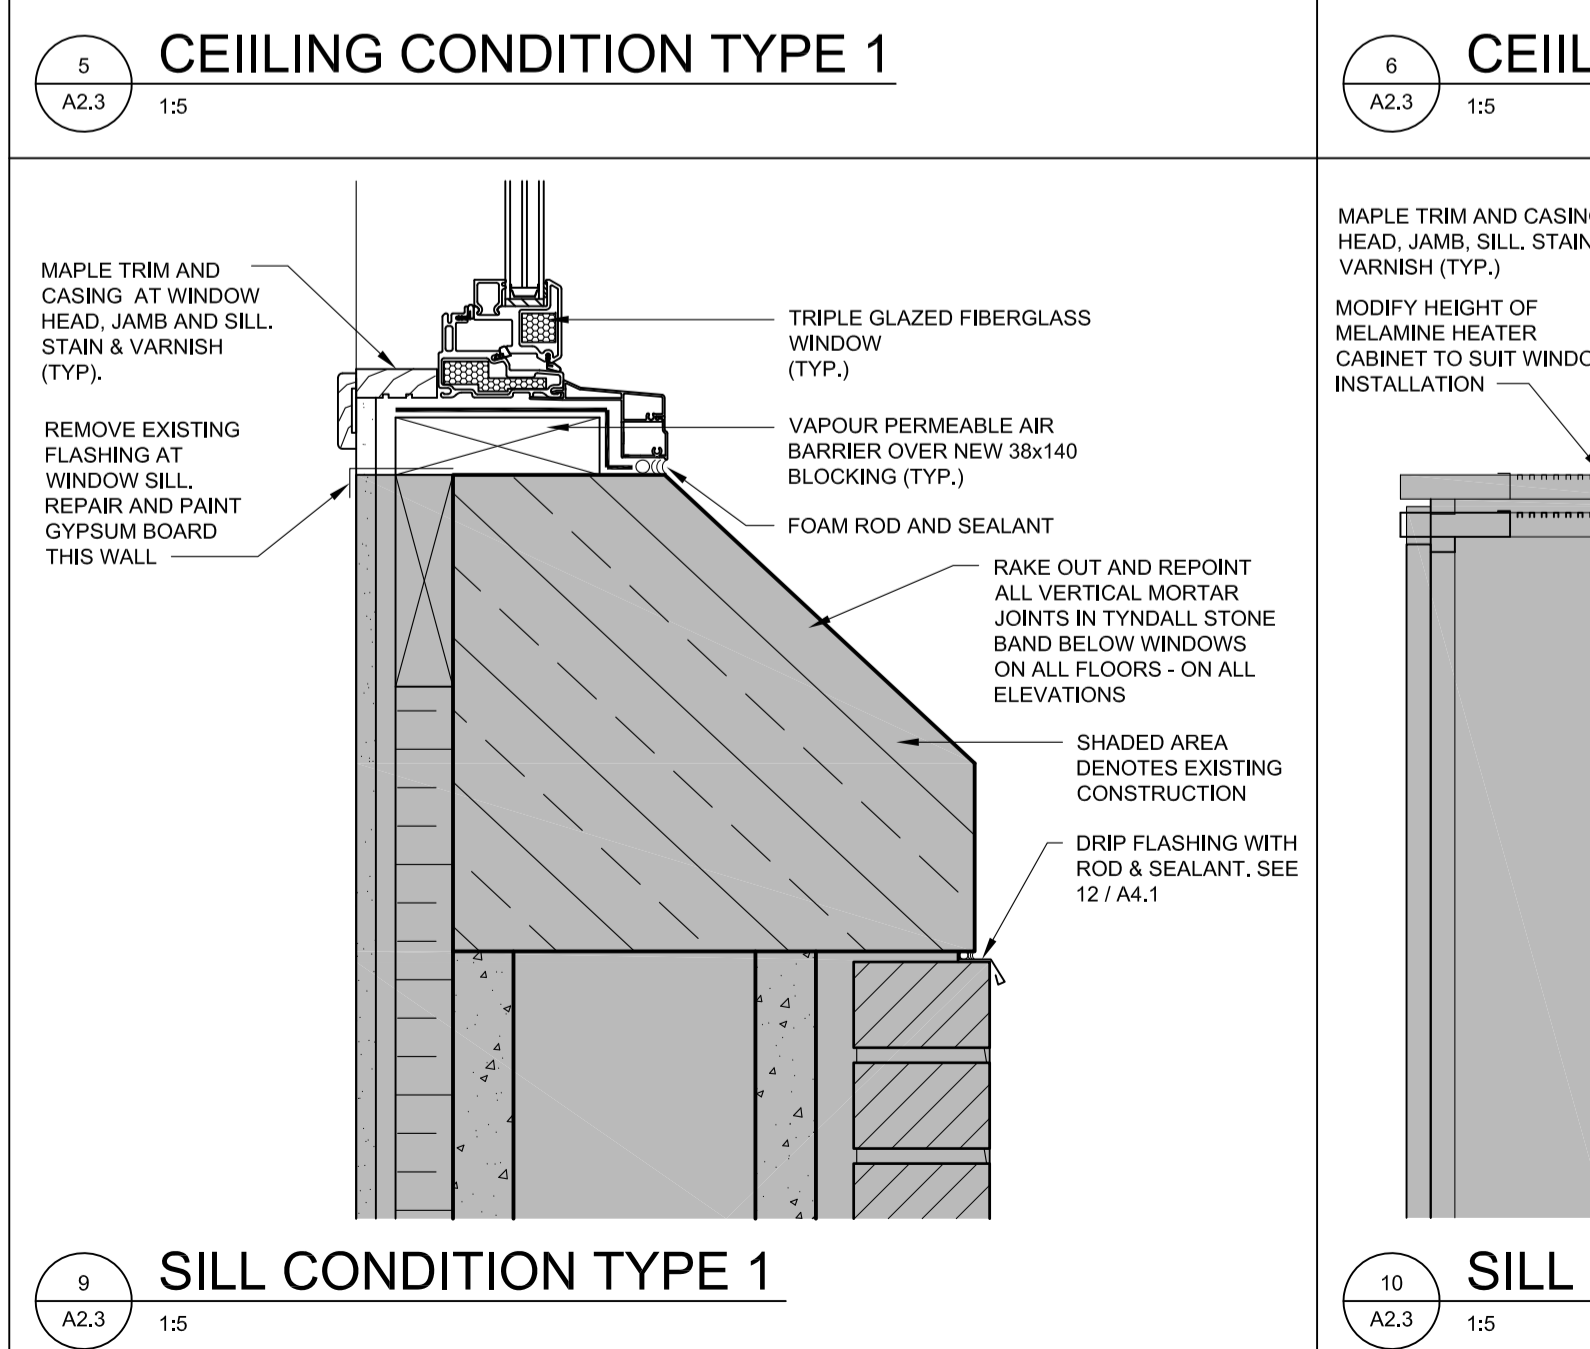 5
A2.3
CEIILING CONDITION TYPE 1
1:5
6
A2.3
CEIIL
1:5
MAPLE TRIM AND
CASING AT WINDOW
HEAD, JAMB AND SILL.
STAIN & VARNISH
(TYP).
REMOVE EXISTING
FLASHING AT
WINDOW SILL.
REPAIR AND PAINT
GYPSUM BOARD
THIS WALL
TRIPLE GLAZED FIBERGLASS
WINDOW
(TYP.)
VAPOUR PERMEABLE AIR
BARRIER OVER NEW 38x140
BLOCKING (TYP.)
FOAM ROD AND SEALANT
RAKE OUT AND REPOINT
ALL VERTICAL MORTAR
JOINTS IN TYNDALL STONE
BAND BELOW WINDOWS
ON ALL FLOORS - ON ALL
ELEVATIONS
SHADED AREA
DENOTES EXISTING
CONSTRUCTION
DRIP FLASHING WITH
ROD & SEALANT. SEE
12 / A4.1
MAPLE TRIM AND CASING
HEAD, JAMB, SILL. STAIN
VARNISH (TYP.)
MODIFY HEIGHT OF
MELAMINE HEATER
CABINET TO SUIT WINDO
INSTALLATION
9
A2.3
SILL CONDITION TYPE 1
1:5
10
A2.3
SILL
1:5